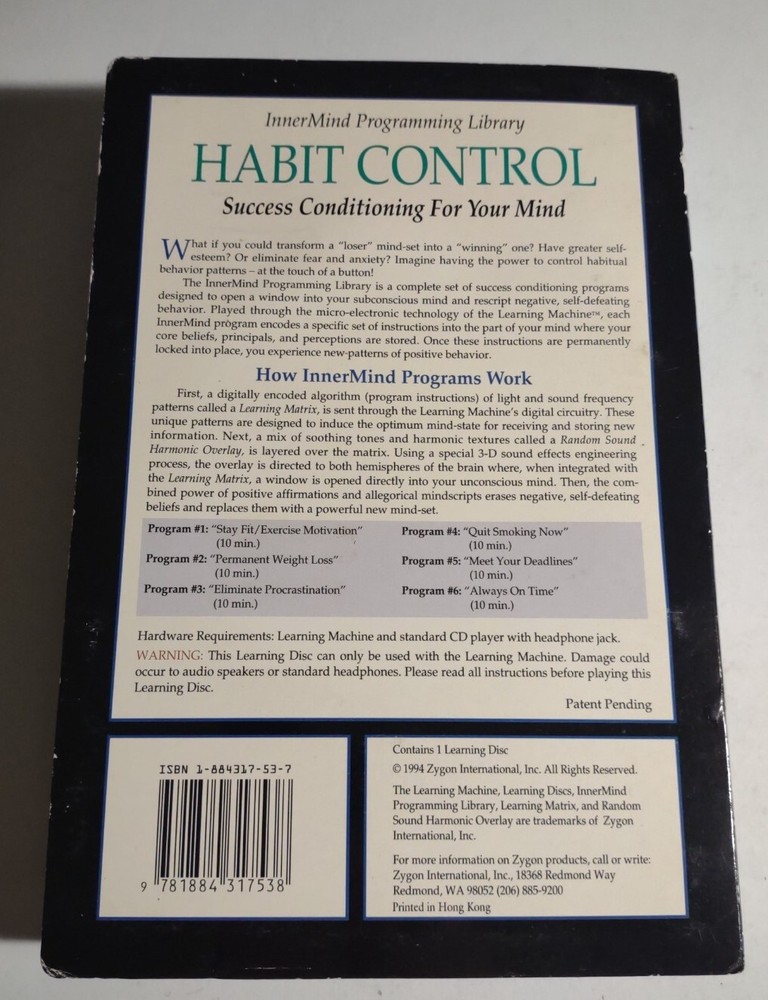 InnerMind Programming Library
HABIT CONTROL
Success Conditioning For Your Mind
What if you could transform a “loser” mind-set into a “winning” one? Have greater self-
esteem? Or eliminate fear and anxiety? Imagine having the power to control habitual
behavior patterns – at the touch of a button!
The InnerMind Programming Library is a complete set of success conditioning programs
designed to open a window into your subconscious mind and rescript negative, self-defeating
behavior. Played through the micro-electronic technology of the Learning Machine™, each
InnerMind program encodes a specific set of instructions into the part of your mind where your
core beliefs, principals, and perceptions are stored. Once these instructions are permanently
locked into place, you experience new-patterns of positive behavior.
How InnerMind Programs Work
First, a digitally encoded algorithm (program instructions) of light and sound frequency
patterns called a Learning Matrix, is sent through the Learning Machine's digital circuitry. These
unique patterns are designed to induce the optimum mind-state for receiving and storing new
information. Next, a mix of soothing tones and harmonic textures called a Random Sound
Harmonic Overlay, is layered over the matrix. Using a special 3-D sound effects engineering
process, the overlay is directed to both hemispheres of the brain where, when integrated with
the Learning Matrix, a window is opened directly into your unconscious mind. Then, the com-
bined power of positive affirmations and allegorical mindscripts erases negative, self-defeating
beliefs and replaces them with a powerful new mind-set.
Program #1: “Stay Fit/Exercise Motivation”
(10 min.)
Program #2: “Permanent Weight Loss”
(10 min.)
Program #3: “Eliminate Procrastination”
(10 min.)
Program #4: “Quit Smoking Now”
(10 min.)
Program #5: “Meet Your Deadlines”
(10 min.)
Program #6: “Always On Time”
(10 min.)
Hardware Requirements: Learning Machine and standard CD player with headphone jack.
WARNING: This Learning Disc can only be used with the Learning Machine. Damage could
occur to audio speakers or standard headphones. Please read all instructions before playing this
Learning Disc.
Patent Pending
ISBN 1-884317-53-7
9 781884 317538
Contains 1 Learning Disc
© 1994 Zygon International, Inc. All Rights Reserved.
The Learning Machine, Learning Discs, InnerMind
Programming Library, Learning Matrix, and Random
Sound Harmonic Overlay are trademarks of Zygon
International, Inc.
For more information on Zygon products, call or write:
Zygon International, Inc., 18368 Redmond Way
Redmond, WA 98052 (206) 885-9200
Printed in Hong Kong